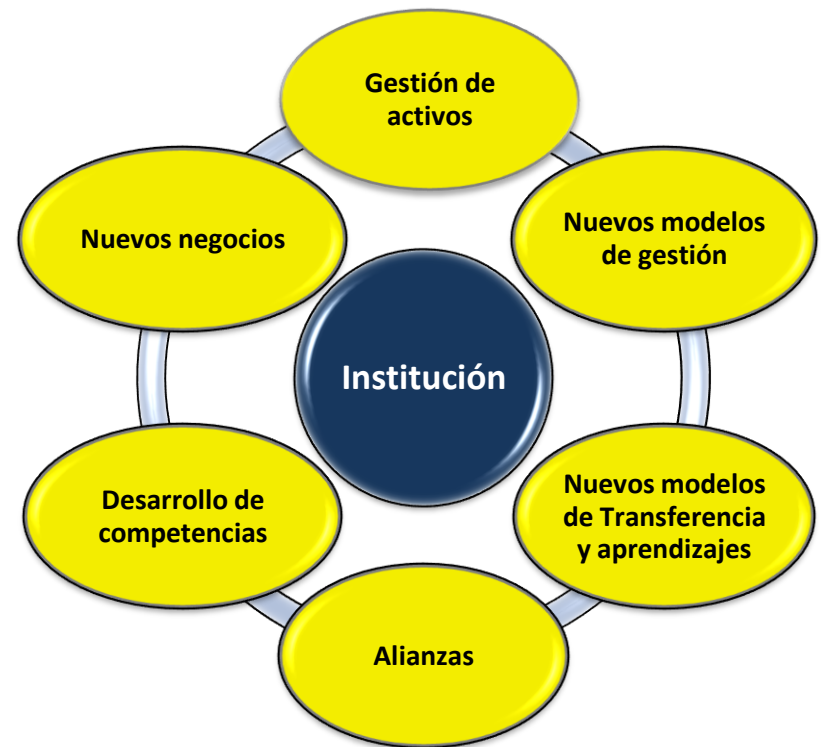 Gestión de
activos
Nuevos modelos
de gestión
Nuevos modelos
de Transferencia
y aprendizajes
Alianzas
Desarrollo de
competencias
Nuevos negocios
Institución